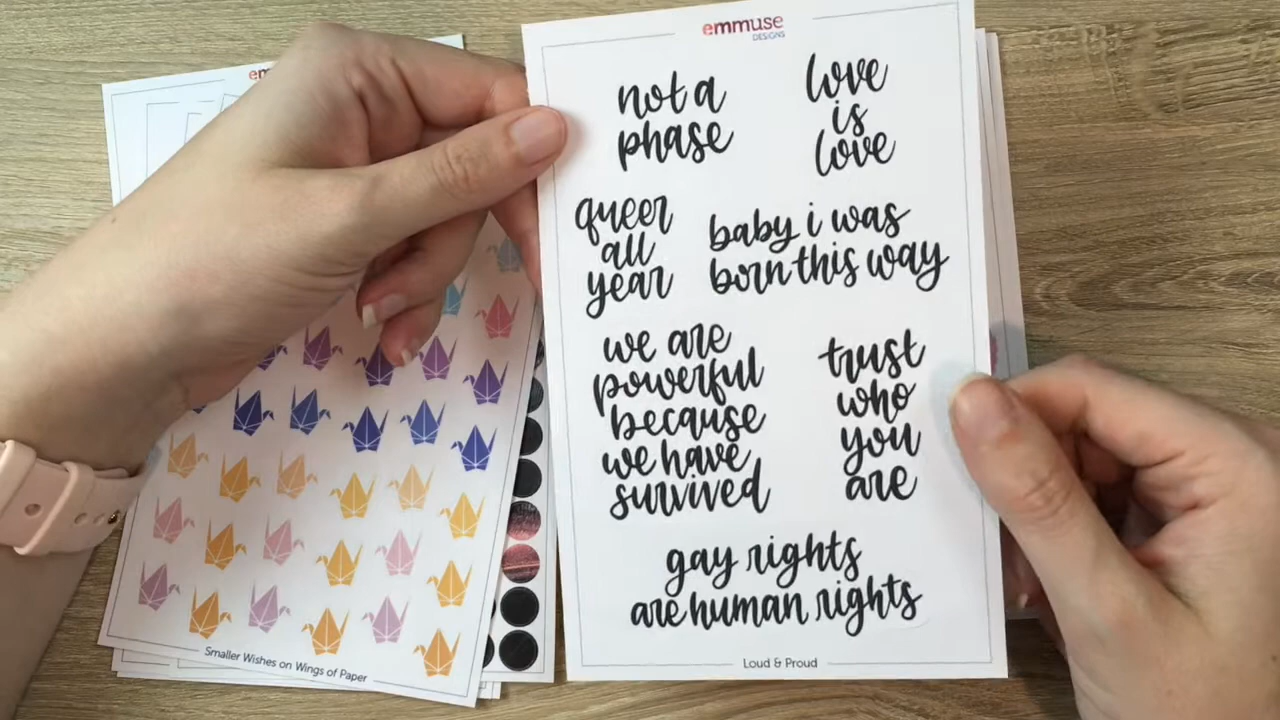 emmuse
DESIGNS
not a
phase
love
is
love
queer
all
year
baby i was
born this way
we are
powerful
because
we have
survived
trust
who
you
are
gay rights
are human rights
Loud & Proud
em
Smaller Wishes on Wings of Paper